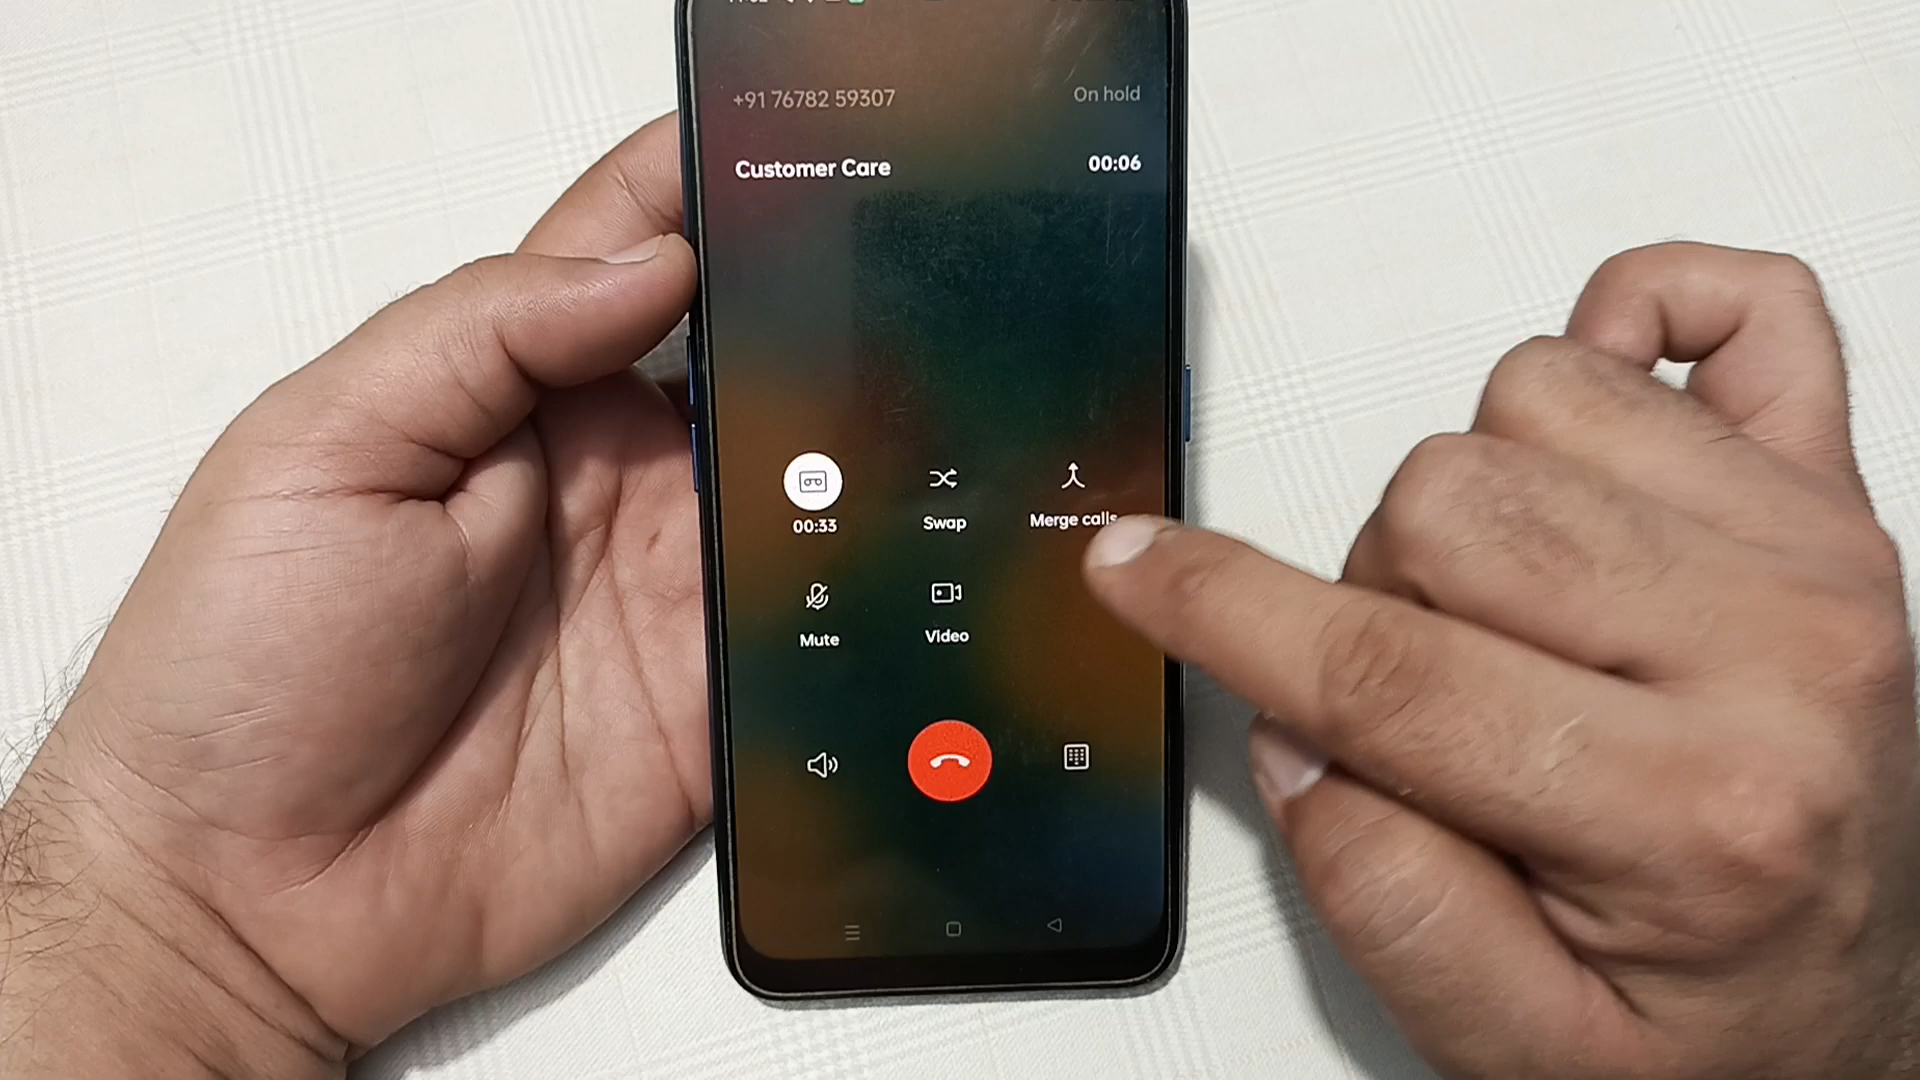 +91 76782 59307 On hold
Customer Care 00:06
00:33 Swap Merge calls
Mute Video